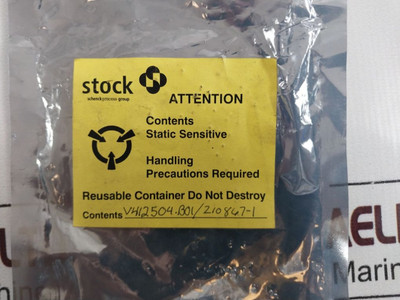 stock
schenck process group
ATTENTION
Contents
Static Sensitive
Handling
Precautions Required
Reusable Container Do Not Destroy
Contents V412504.B01/210867-1
AELI
Marin